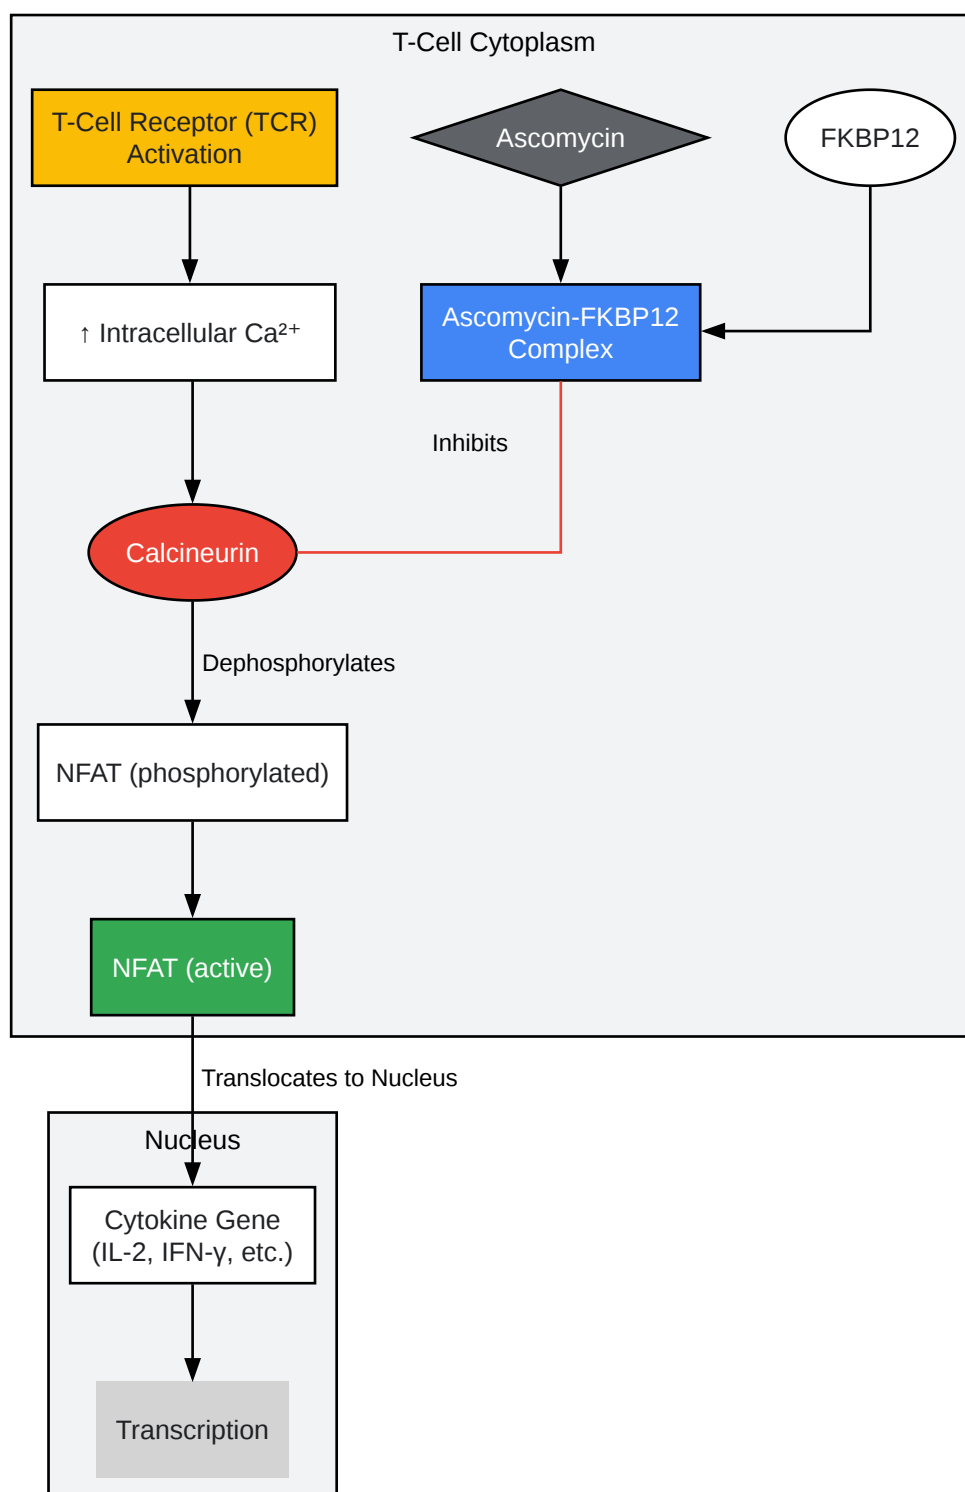 T-Cell Cytoplasm
T-Cell Receptor (TCR)
Activation
Ascomycin
FKBP12
↑ Intracellular Ca²⁺
Ascomycin-FKBP12
Complex
Inhibits
Calcineurin
Dephosphorylates
NFAT (phosphorylated)
NFAT (active)
Translocates to Nucleus
Nucleus
Cytokine Gene
(IL-2, IFN-γ, etc.)
Transcription